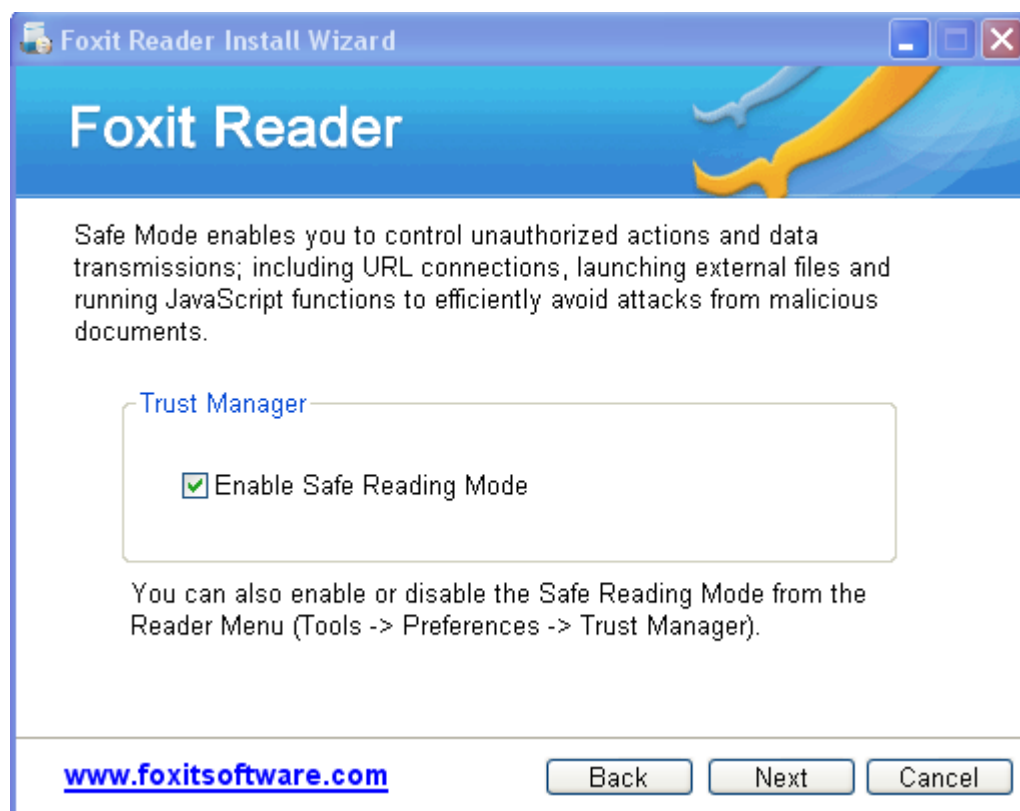 Foxit Reader Install Wizard
Foxit Reader
Safe Mode enables you to control unauthorized actions and data
transmissions; including URL connections, launching external files and
running JavaScript functions to efficiently avoid attacks from malicious
documents.
Trust Manager
Enable Safe Reading Mode
You can also enable or disable the Safe Reading Mode from the
Reader Menu (Tools -> Preferences -> Trust Manager).
www.foxitsoftware.com
Back
Next
Cancel